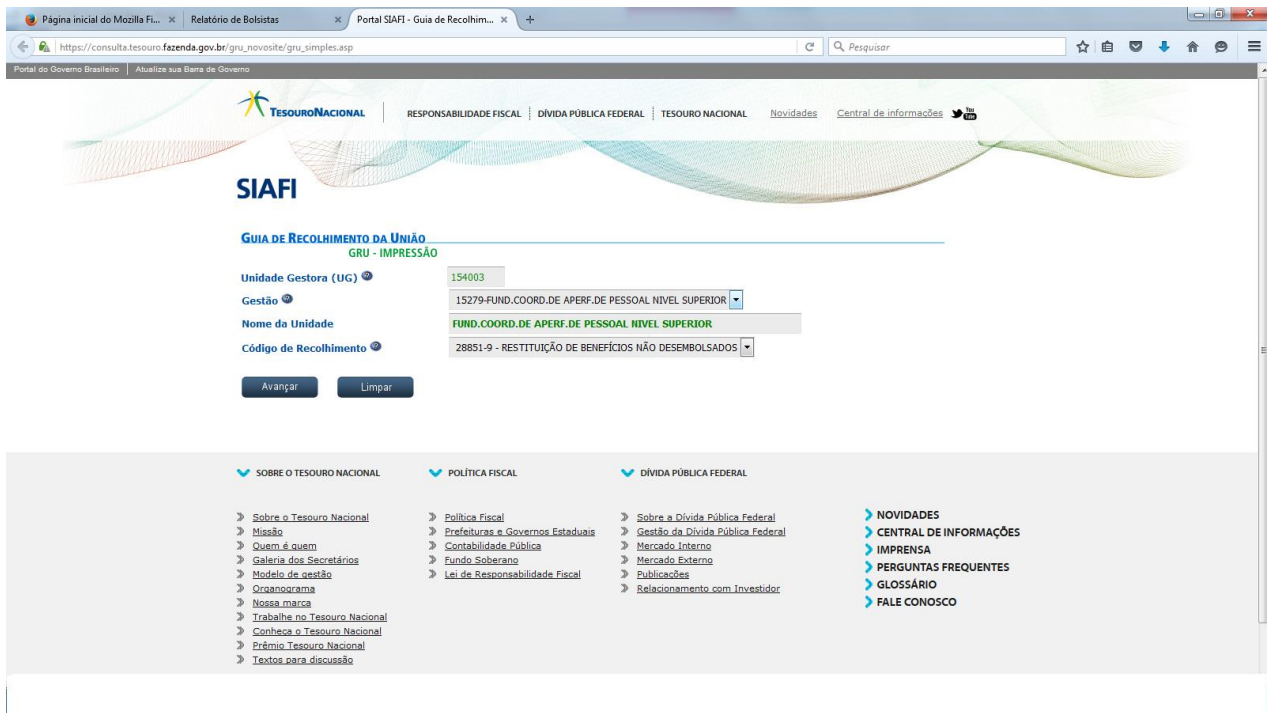 Página inicial do Mozilla Fi...
Relatório de Bolsistas
Portal SIAFI - Guia de Recolhim...
https://consulta.tesouro.fazenda.gov.br/gru_novosite/gru_simples.asp
Pesquisar
Portal do Governo Brasileiro
Atualize sua Barra de Governo
TESOURONACIONAL
RESPONSABILIDADE FISCAL
DÍVIDA PÚBLICA FEDERAL
TESOURO NACIONAL
Novidades
Central de informações
You Tube
SIAFI
GUIA DE RECOLHIMENTO DA UNIÃO
GRU - IMPRESSÃO
Unidade Gestora (UG) 154003
Gestão 15279-FUND.COORD.DE APERF.DE PESSOAL NIVEL SUPERIOR
Nome da Unidade FUND.COORD.DE APERF.DE PESSOAL NIVEL SUPERIOR
Código de Recolhimento 28851-9 - RESTITUIÇÃO DE BENEFÍCIOS NÃO DESEMBOLSADOS
Avançar
Limpar
SOBRE O TESOURO NACIONAL
Sobre o Tesouro Nacional
Missão
Quem é quem
Galeria dos Secretários
Modelo de gestão
Organograma
Nossa marca
Trabalhe no Tesouro Nacional
Conheça o Tesouro Nacional
Prêmio Tesouro Nacional
Textos para discussão
POLÍTICA FISCAL
Política Fiscal
Prefeituras e Governos Estaduais
Contabilidade Pública
Fundo Soberano
Lei de Responsabilidade Fiscal
DÍVIDA PÚBLICA FEDERAL
Sobre a Dívida Pública Federal
Gestão da Dívida Pública Federal
Mercado Interno
Mercado Externo
Publicações
Relacionamento com Investidor
NOVIDADES
CENTRAL DE INFORMAÇÕES
IMPRENSA
PERGUNTAS FREQUENTES
GLOSSÁRIO
FALE CONOSCO